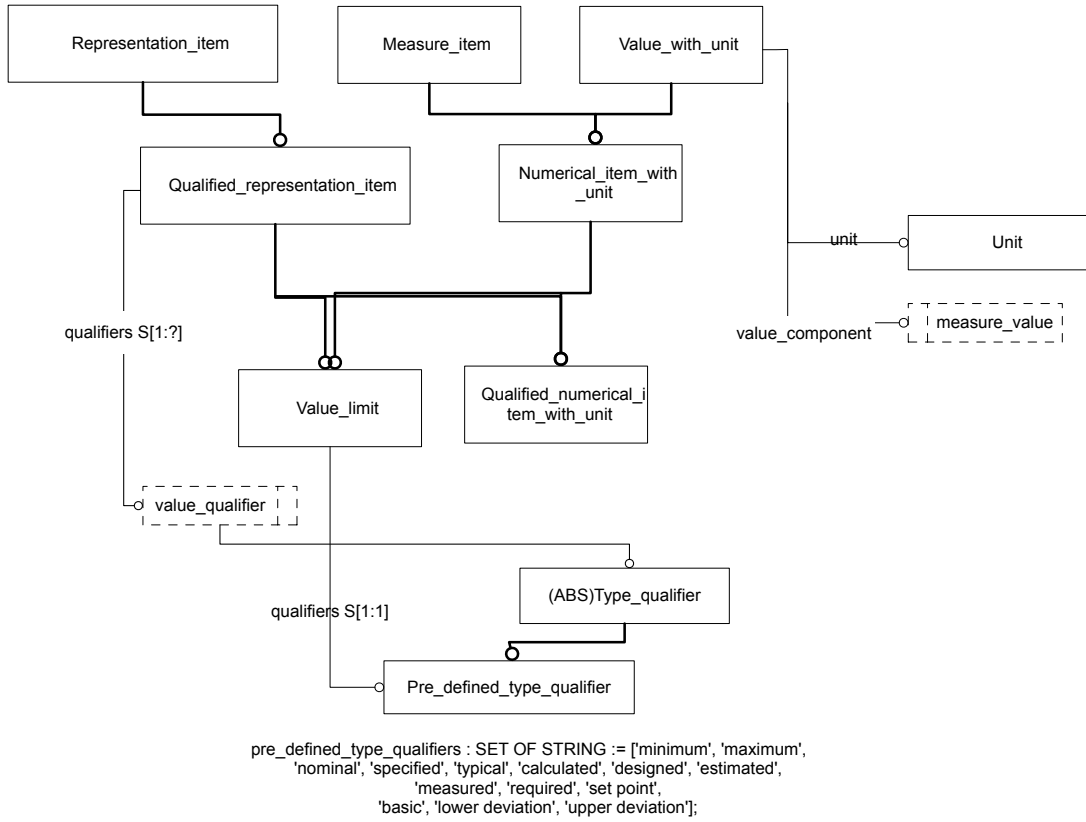 Representation_item
Measure_item
Value_with_unit
Qualified_representation_item
Numerical_item_with
_unit
unit
Unit
qualifiers S[1:?]
value_component
measure_value
Value_limit
Qualified_numerical_i
tem_with_unit
value_qualifier
(ABS)Type_qualifier
qualifiers S[1:1]
Pre_defined_type_qualifier
pre_defined_type_qualifiers : SET OF STRING := ['minimum', 'maximum',
'nominal', 'specified', 'typical', 'calculated', 'designed', 'estimated',
'measured', 'required', 'set point',
'basic', 'lower deviation', 'upper deviation'];